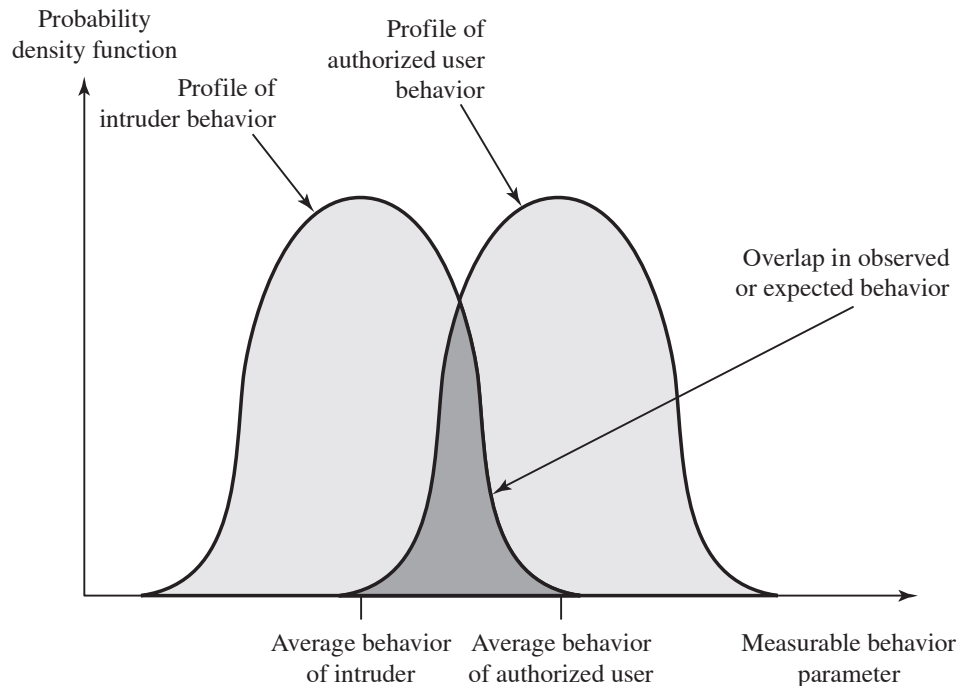 Probability
density function
Profile of
intruder behavior
Profile of
authorized user
behavior
Overlap in observed
or expected behavior
Average behavior
of intruder
Average behavior
of authorized user
Measurable behavior
parameter